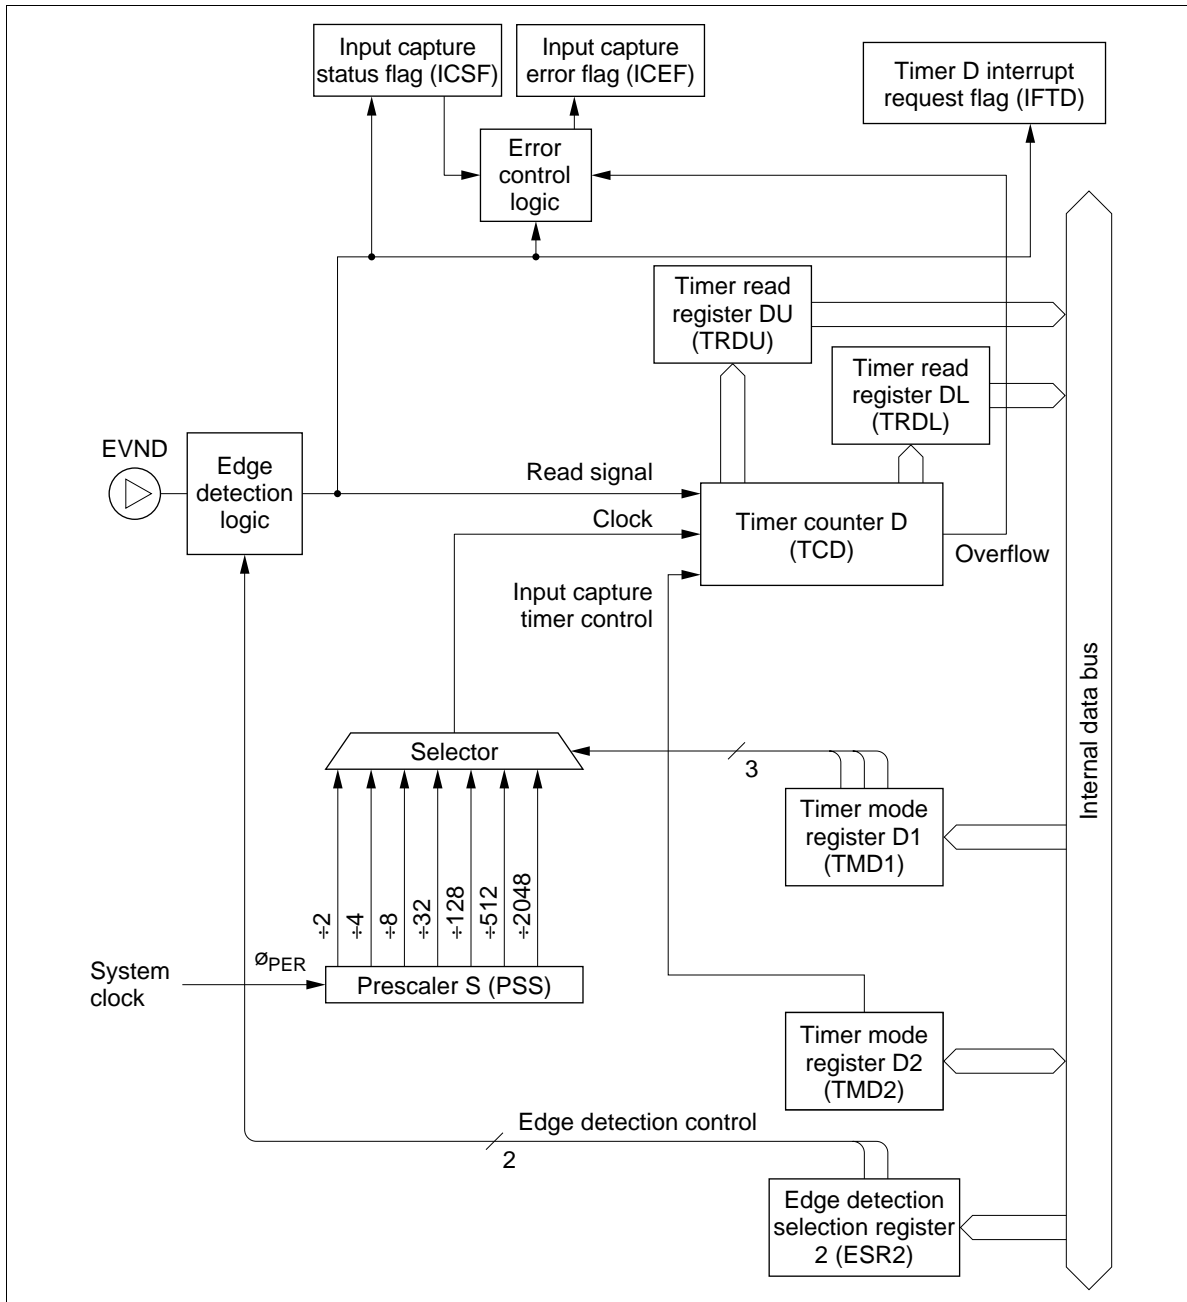 Input capture
status flag (ICSF)
Input capture
error flag (ICEF)
Timer D interrupt
request flag (IFTD)
Error
control
logic
Timer read
register DU
(TRDU)
Timer read
register DL
(TRDL)
EVND
Edge
detection
logic
Read signal
Clock
Timer counter D
(TCD)
Overflow
Input capture
timer control
Internal data bus
Selector
3
Timer mode
register D1
(TMD1)
÷2
÷4
÷8
÷32
÷128
÷512
÷2048
System
clock
øPER
Prescaler S (PSS)
Timer mode
register D2
(TMD2)
Edge detection control
2
Edge detection
selection register
2 (ESR2)